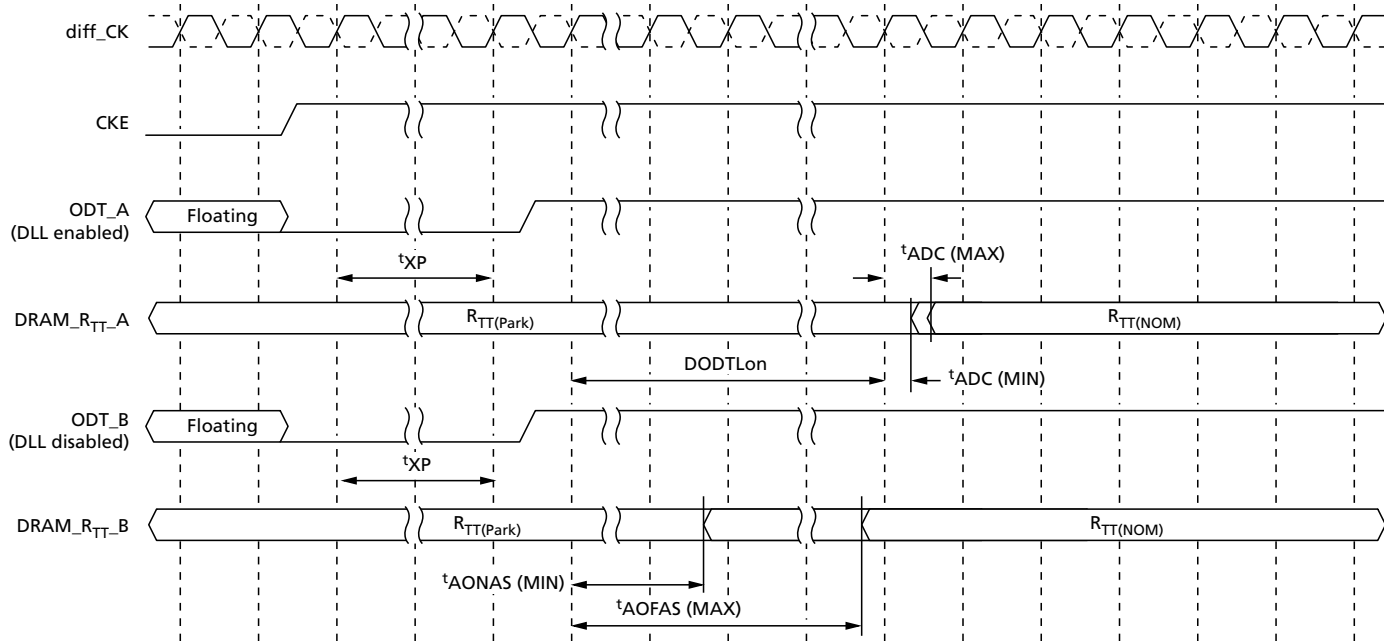 diff_CK
CKE
ODT_A
(DLL enabled)
Floating
tXP
tADC (MAX)
DRAM_RTT_A
RTT(Park)
RTT(NOM)
DODTLon
tADC (MIN)
ODT_B
(DLL disabled)
Floating
tXP
DRAM_RTT_B
RTT(Park)
RTT(NOM)
tAONAS (MIN)
tAOFAS (MAX)